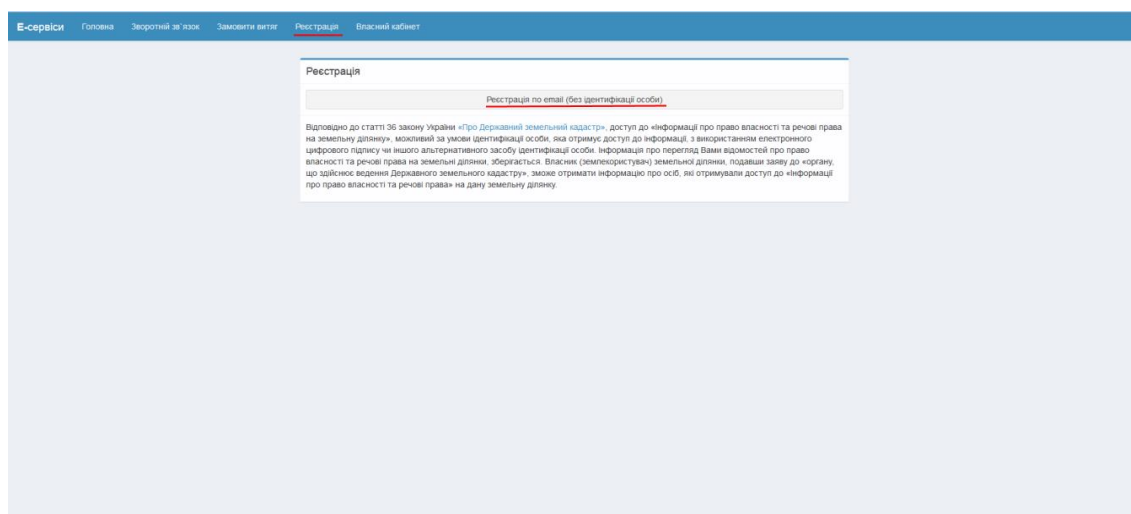 Е-сервіси Головна Зворотній зв`язок Замовити витяг Реєстрація Власний кабінет
Реєстрація
Реєстрація по email (без ідентифікації особи)
Відповідно до статті 36 закону України «Про Державний земельний кадастр», доступ до «інформації про право власності та речові права
на земельну ділянку», можливий за умови ідентифікації особи, яка отримує доступ до інформації, з використанням електронного
цифрового підпису чи іншого альтернативного засобу ідентифікації особи. Інформація про перегляд Вами відомостей про право
власності та речові права на земельні ділянки, зберігається. Власник (землекористувач) земельної ділянки, подавши заяву до «органу,
що здійснює ведення Державного земельного кадастру», зможе отримати інформацію про осіб, які отримували доступ до «інформації
про право власності та речові права» на дану земельну ділянку.